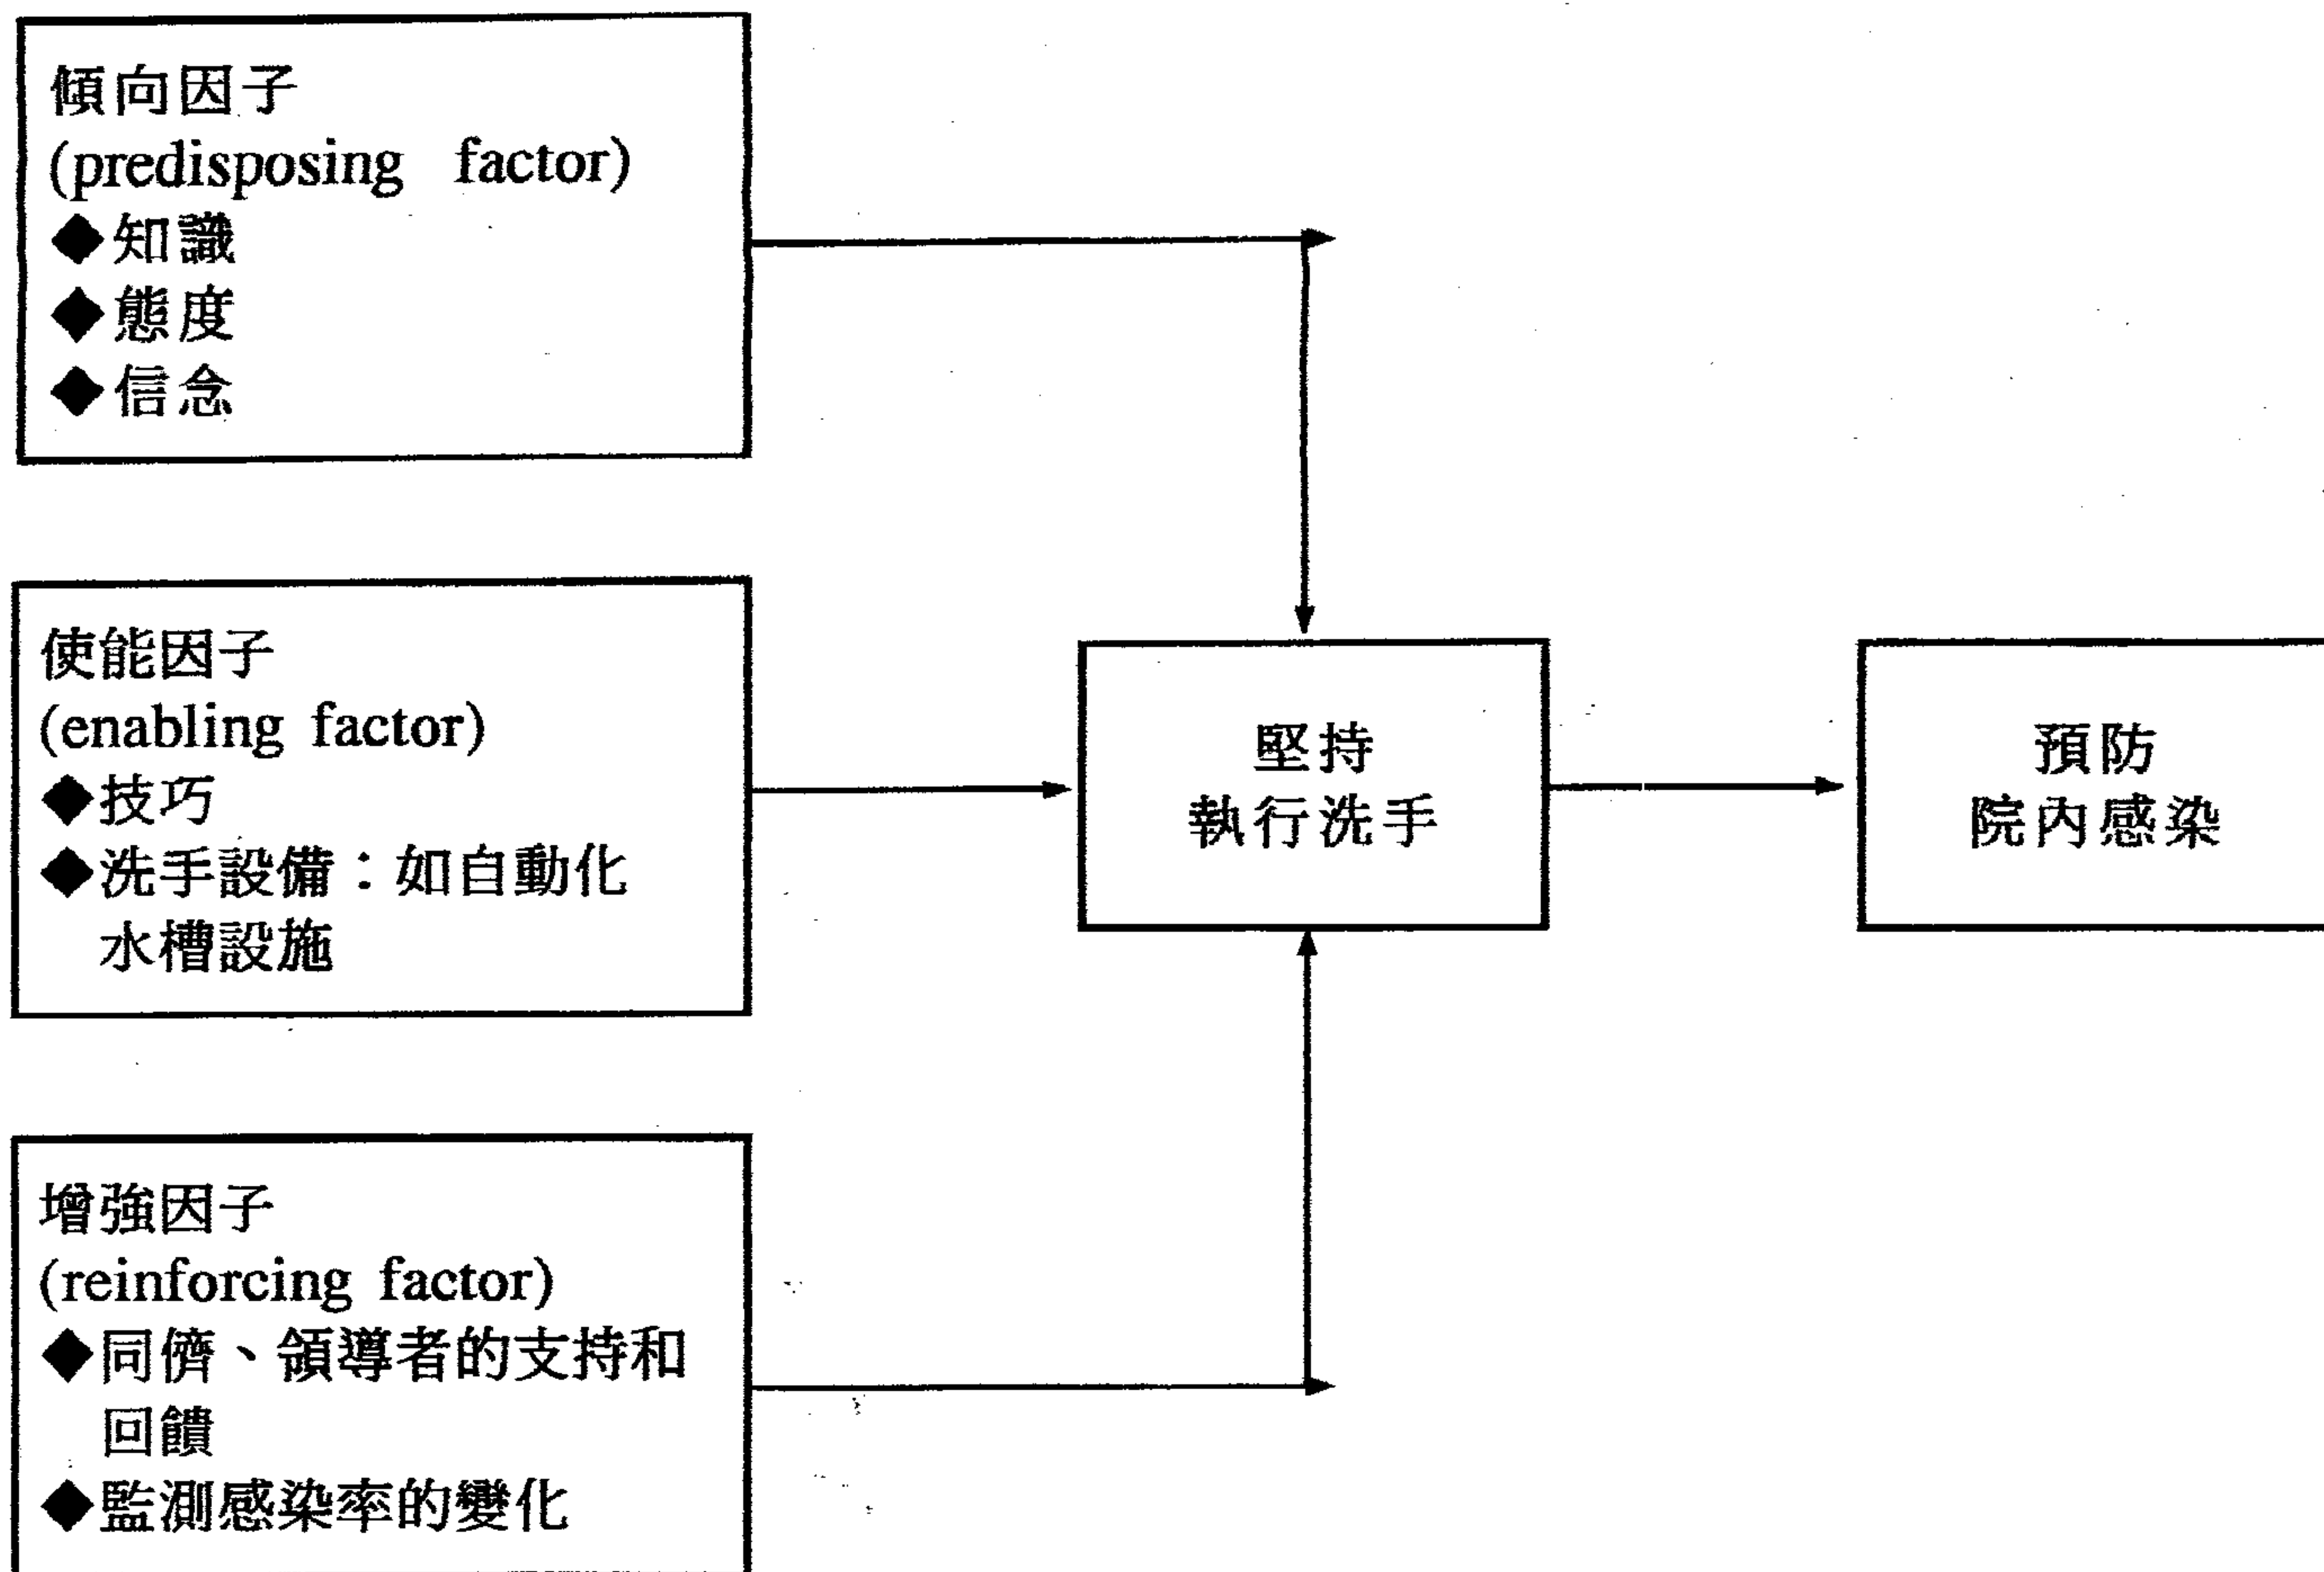 傾向因子
(predisposing factor)
◆知識
◆態度
◆信念
使能因子
(enabling factor)
◆技巧
◆洗手設備：如自動化
水槽設施
增強因子
(reinforcing factor)
◆同儕、領導者的支持和
回饋
◆監測感染率的變化
堅持
執行洗手
預防
院內感染